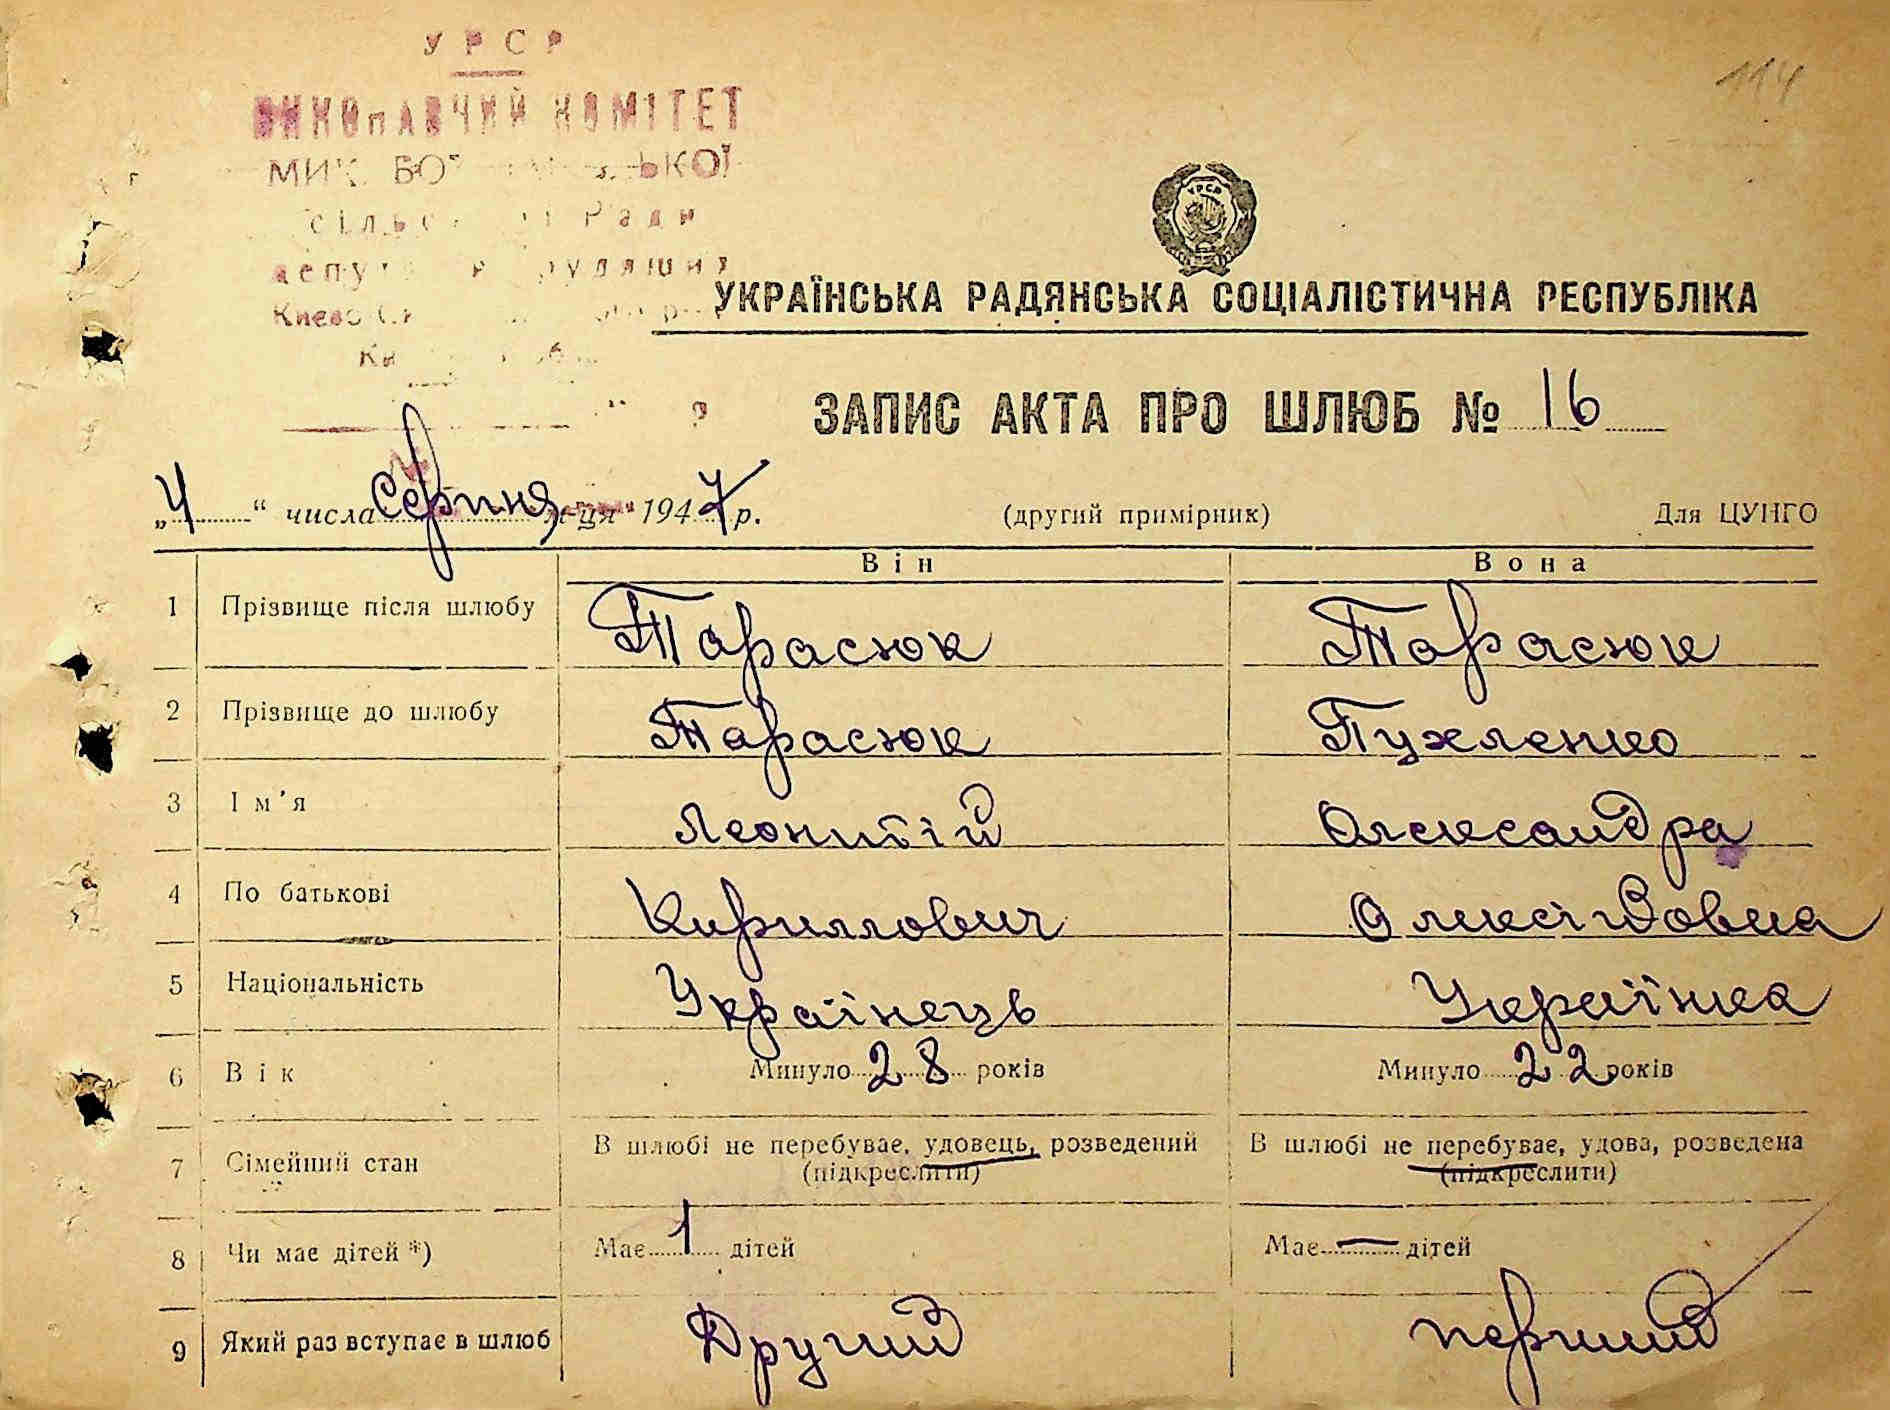 УРСР
114
ВИКОНАВЧИЙ КОМІТЕТ
Ради
УКРАЇНСЬКА РАДЯНСЬКА СОЦІАЛІСТИЧНА РЕСПУБЛІКА
ЗАПИС АКТА ПРО ШЛЮБ № 16
„4“ числа Серпня м-ця 1947 р. (другий примірник) Для ЦУНГО
Він Вона
1 Прізвище після шлюбу Тарасюк Тарасюк
2 Прізвище до шлюбу Тарасюк Пухленко
3 Ім'я Леонтій Олександра
4 По батькові Кириллович Олексіївовна
5 Національність Українець Українка
6 Вік Минуло 28 років Минуло 22 років
7 Сімейний стан В шлюбі не перебуває, удовець, розведений (підкреслити) В шлюбі не перебуває, удова, розведена (підкреслити)
8 Чи має дітей *) Має 1 дітей Має — дітей
9 Який раз вступає в шлюб Другий перший